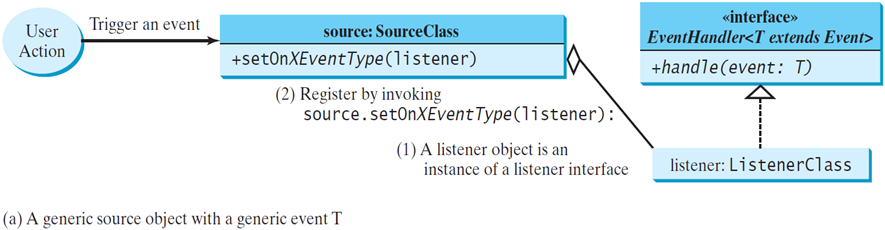 User
Action
Trigger an event
source: SourceClass
+setOnXEventType(listener)
(2) Register by invoking
source.setOnXEventType(listener):
(1) A listener object is an
instance of a listener interface
«interface»
EventHandler<T extends Event>
+handle(event: T)
listener: ListenerClass
(a) A generic source object with a generic event T